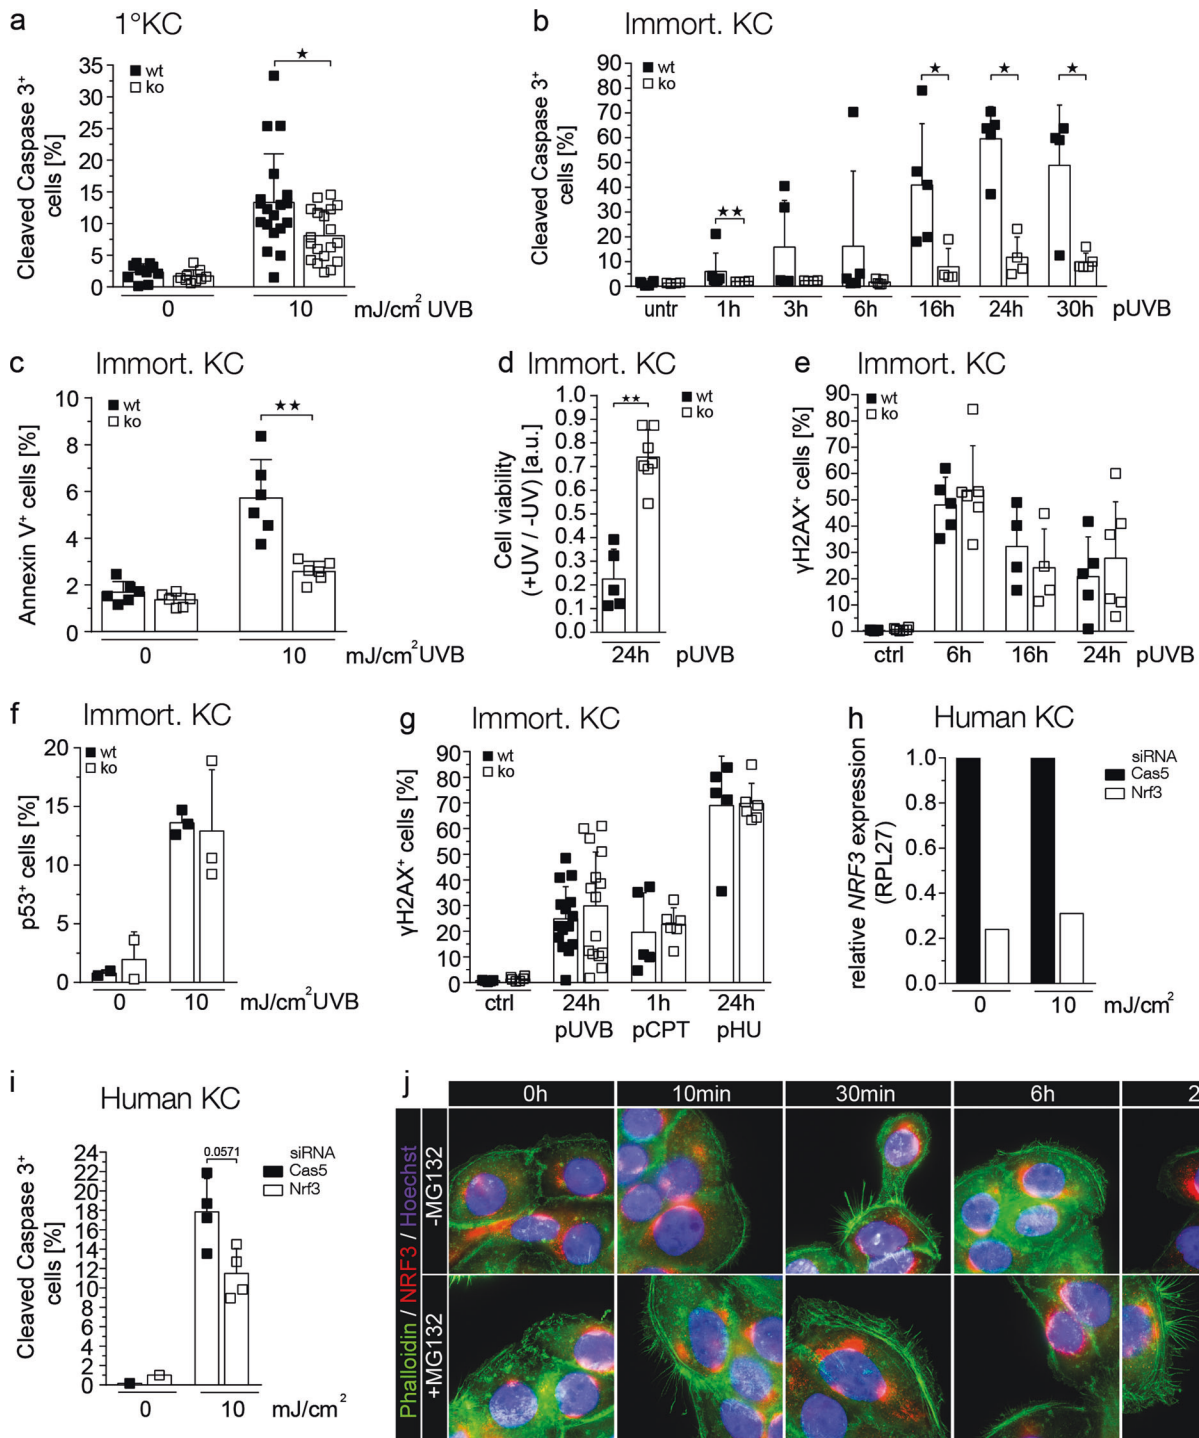 a 1°KC
Cleaved Caspase 3⁺
cells [%]
35
30
25
20
15
10
5
0
wt
ko
★
0 10 mJ/cm² UVB
b Immort. KC
Cleaved Caspase 3⁺
cells [%]
90
80
70
60
50
40
30
20
10
0
wt
ko
★★ ★ ★ ★
untr 1h 3h 6h 16h 24h 30h pUVB
c Immort. KC
Annexin V⁺ cells [%]
10
8
6
4
2
0
wt
ko
★★
0 10 mJ/cm² UVB
d Immort. KC
Cell viability
(+UV / -UV) [a.u.]
1.0
0.9
0.8
0.7
0.6
0.5
0.4
0.3
0.2
0.1
0.0
★★
wt
ko
24h pUVB
e Immort. KC
γH2AX⁺ cells [%]
90
80
70
60
50
40
30
20
10
0
wt
ko
ctrl 6h 16h 24h pUVB
f Immort. KC
p53⁺ cells [%]
20
15
10
5
0
wt
ko
0 10 mJ/cm² UVB
g Immort. KC
γH2AX⁺ cells [%]
90
80
70
60
50
40
30
20
10
0
wt
ko
ctrl 24h 1h 24h
pUVB pCPT pHU
h Human KC
relative NRF3 expression
(RPL27)
1.0
0.8
0.6
0.4
0.2
0.0
siRNA
Cas5
Nrf3
0 10 mJ/cm²
i Human KC
Cleaved Caspase 3⁺
cells [%]
24
22
20
18
16
14
12
10
8
6
4
2
0
0.0571
siRNA
Cas5
Nrf3
0 10 mJ/cm²
j
0h 10min 30min 6h 2
Phalloidin / NRF3 / Hoechst
-MG132
+MG132